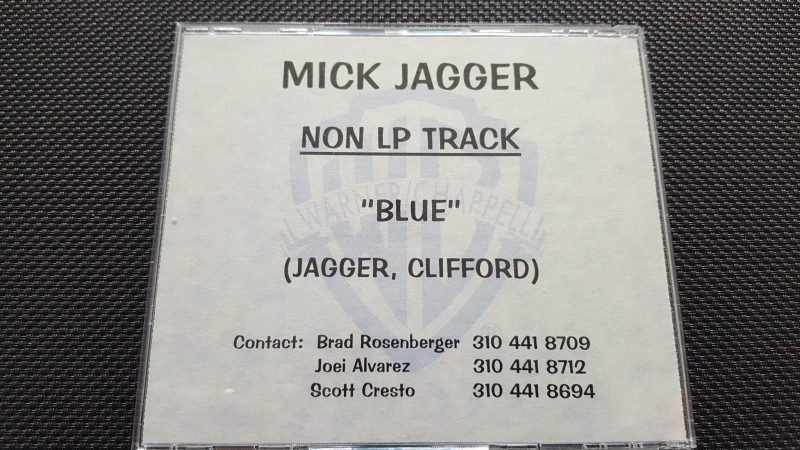 MICK JAGGER
NON LP TRACK
WARNER/CHAPPELL
"BLUE"
(JAGGER, CLIFFORD)
Contact: Brad Rosenberger 310 441 8709
Joei Alvarez 310 441 8712
Scott Cresto 310 441 8694
®